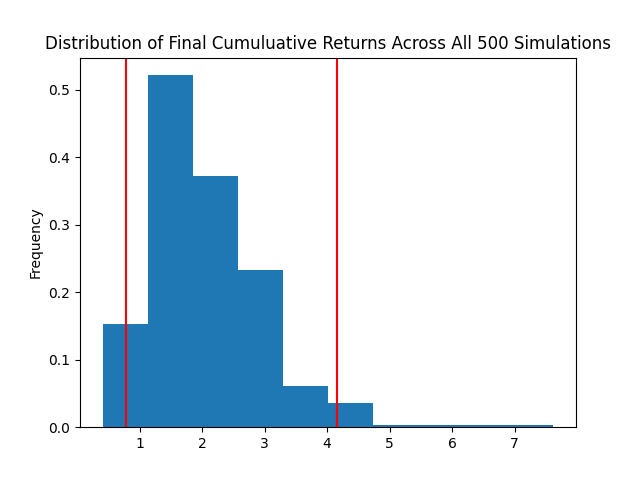 Distribution of Final Cumuluative Returns Across All 500 Simulations
Frequency
0.5
0.4
0.3
0.2
0.1
0.0
1 2 3 4 5 6 7